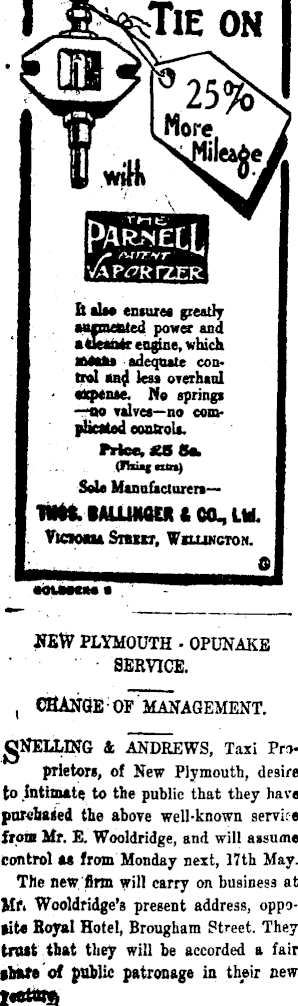 TIE ON
25%
More
Mileage
with
THE
PARNELL
PATENT
VAPORIZER
It also ensures greatly
augmented power and
a cleaner engine, which
means adequate con-
trol and less overhaul
expense. No springs
—no valves—no com-
plicated controls.
Price, £5 5s.
(Fixing extra)
Sole Manufacturers—
THOS. BALLINGER & CO., Ltd.
VICTORIA STREET, WELLINGTON.
GOLDBERG 8
NEW PLYMOUTH - OPUNAKE
SERVICE.
CHANGE OF MANAGEMENT.
SNELLING & ANDREWS, Taxi Pro-
prietors, of New Plymouth, desire
to intimate to the public that they have
purchased the above well-known service
from Mr. E. Wooldridge, and will assume
control as from Monday next, 17th May.
The new firm will carry on business at
Mr. Wooldridge's present address, oppo-
site Royal Hotel, Brougham Street. They
trust that they will be accorded a fair
share of public patronage in their new
venture.